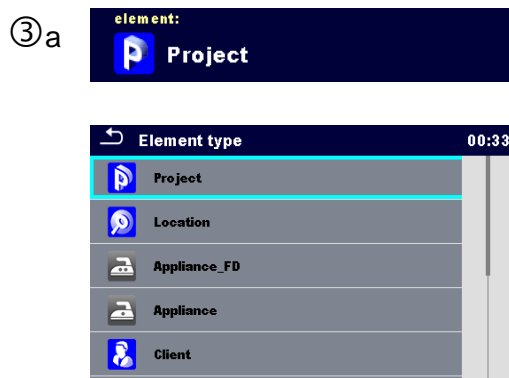 ③a
element:
Project
Element type 00:33
Project
Location
Appliance_FD
Appliance
Client